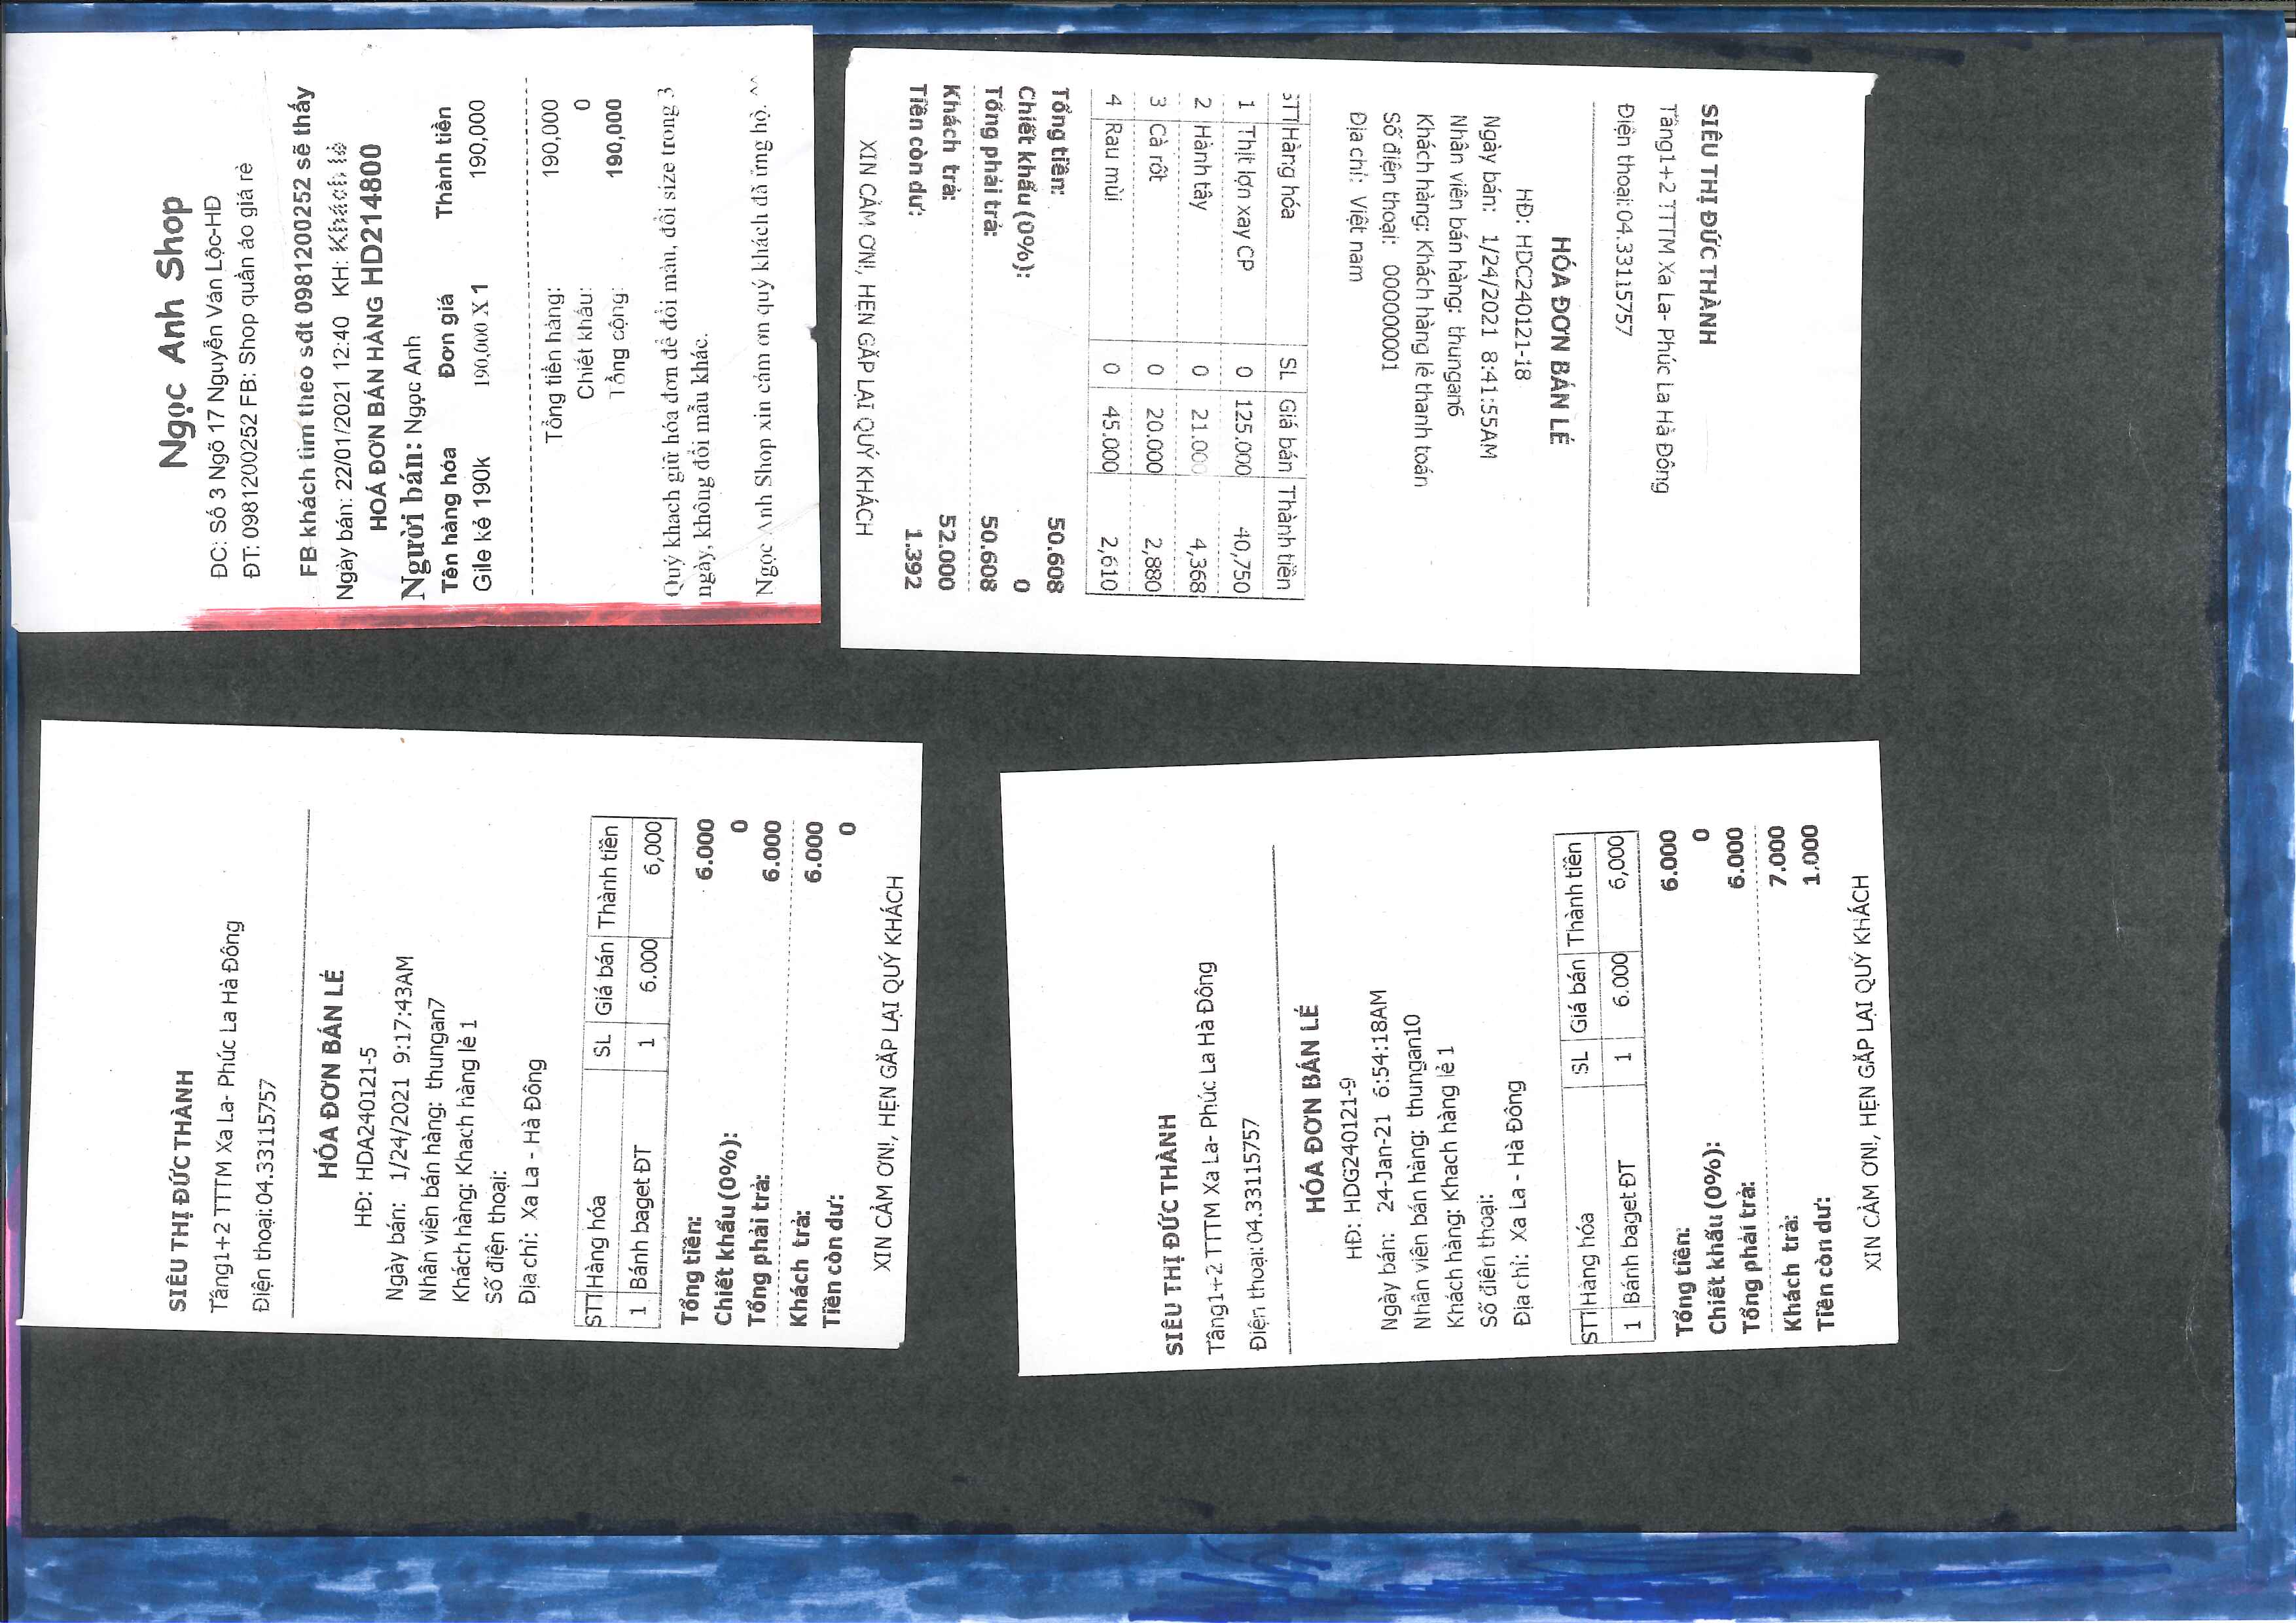 Ngọc Anh Shop
ĐC: Số 3 Ngõ 17 Nguyễn Văn Lộc-HĐ
ĐT: 0981200252 FB: Shop quần áo giá rẻ
FB khách tìm theo sđt 0981200252 sẽ thấy
Ngày bán: 22/01/2021 12:40 KH: Khách lẻ
HOÁ ĐƠN BÁN HÀNG HD214800
Người bán: Ngọc Anh
Tên hàng hóa Đơn giá Thành tiền
Gile kẻ 190k 190,000 X 1 190,000
Tổng tiền hàng: 190,000
Chiết khấu: 0
Tổng cộng: 190,000
Quý khach giữ hóa đơn để đổi màu, đổi size trong 3
ngày, không đổi mẫu khác.
Ngọc Anh Shop xin cảm ơn quý khách đã ủng hộ. ^^
SIÊU THỊ ĐỨC THÀNH
Tầng1+2 TTTM Xa La- Phúc La Hà Đông
Điện thoại:04.33115757
HÓA ĐƠN BÁN LẺ
HĐ: HDC240121-18
Ngày bán: 1/24/2021 8:41:55AM
Nhân viên bán hàng: thungan6
Khách hàng: Khách hàng lẻ thanh toán
Số điện thoại: 000000001
Địa chỉ: Việt nam
STT Hàng hóa SL Giá bán Thành tiền
1 Thịt lợn xay CP 0 125.000 40,750
2 Hành tây 0 21.000 4,368
3 Cà rốt 0 20.000 2,880
4 Rau mùi 0 45.000 2,610
Tổng tiền: 50.608
Chiết khấu (0%): 0
Tổng phải trả: 50.608
Khách trả: 52.000
Tiền còn dư: 1.392
XIN CẢM ƠN!, HẸN GẶP LẠI QUÝ KHÁCH
SIÊU THỊ ĐỨC THÀNH
Tầng1+2 TTTM Xa La- Phúc La Hà Đông
Điện thoại:04.33115757
HÓA ĐƠN BÁN LẺ
HĐ: HDA240121-5
Ngày bán: 1/24/2021 9:17:43AM
Nhân viên bán hàng: thungan7
Khách hàng: Khach hàng lẻ 1
Số điện thoại:
Địa chỉ: Xa La - Hà Đông
STT Hàng hóa SL Giá bán Thành tiền
1 Bánh baget ĐT 1 6.000 6,000
Tổng tiền: 6.000
Chiết khấu (0%): 0
Tổng phải trả: 6.000
Khách trả: 6.000
Tiền còn dư: 0
XIN CẢM ƠN!, HẸN GẶP LẠI QUÝ KHÁCH
SIÊU THỊ ĐỨC THÀNH
Tầng1+2 TTTM Xa La- Phúc La Hà Đông
Điện thoại:04.33115757
HÓA ĐƠN BÁN LẺ
HĐ: HDG240121-9
Ngày bán: 24-Jan-21 6:54:18AM
Nhân viên bán hàng: thungan10
Khách hàng: Khach hàng lẻ 1
Số điện thoại:
Địa chỉ: Xa La - Hà Đông
STT Hàng hóa SL Giá bán Thành tiền
1 Bánh baget ĐT 1 6.000 6,000
Tổng tiền: 6.000
Chiết khấu (0%): 0
Tổng phải trả: 6.000
Khách trả: 7.000
Tiền còn dư: 1.000
XIN CẢM ƠN!, HẸN GẶP LẠI QUÝ KHÁCH